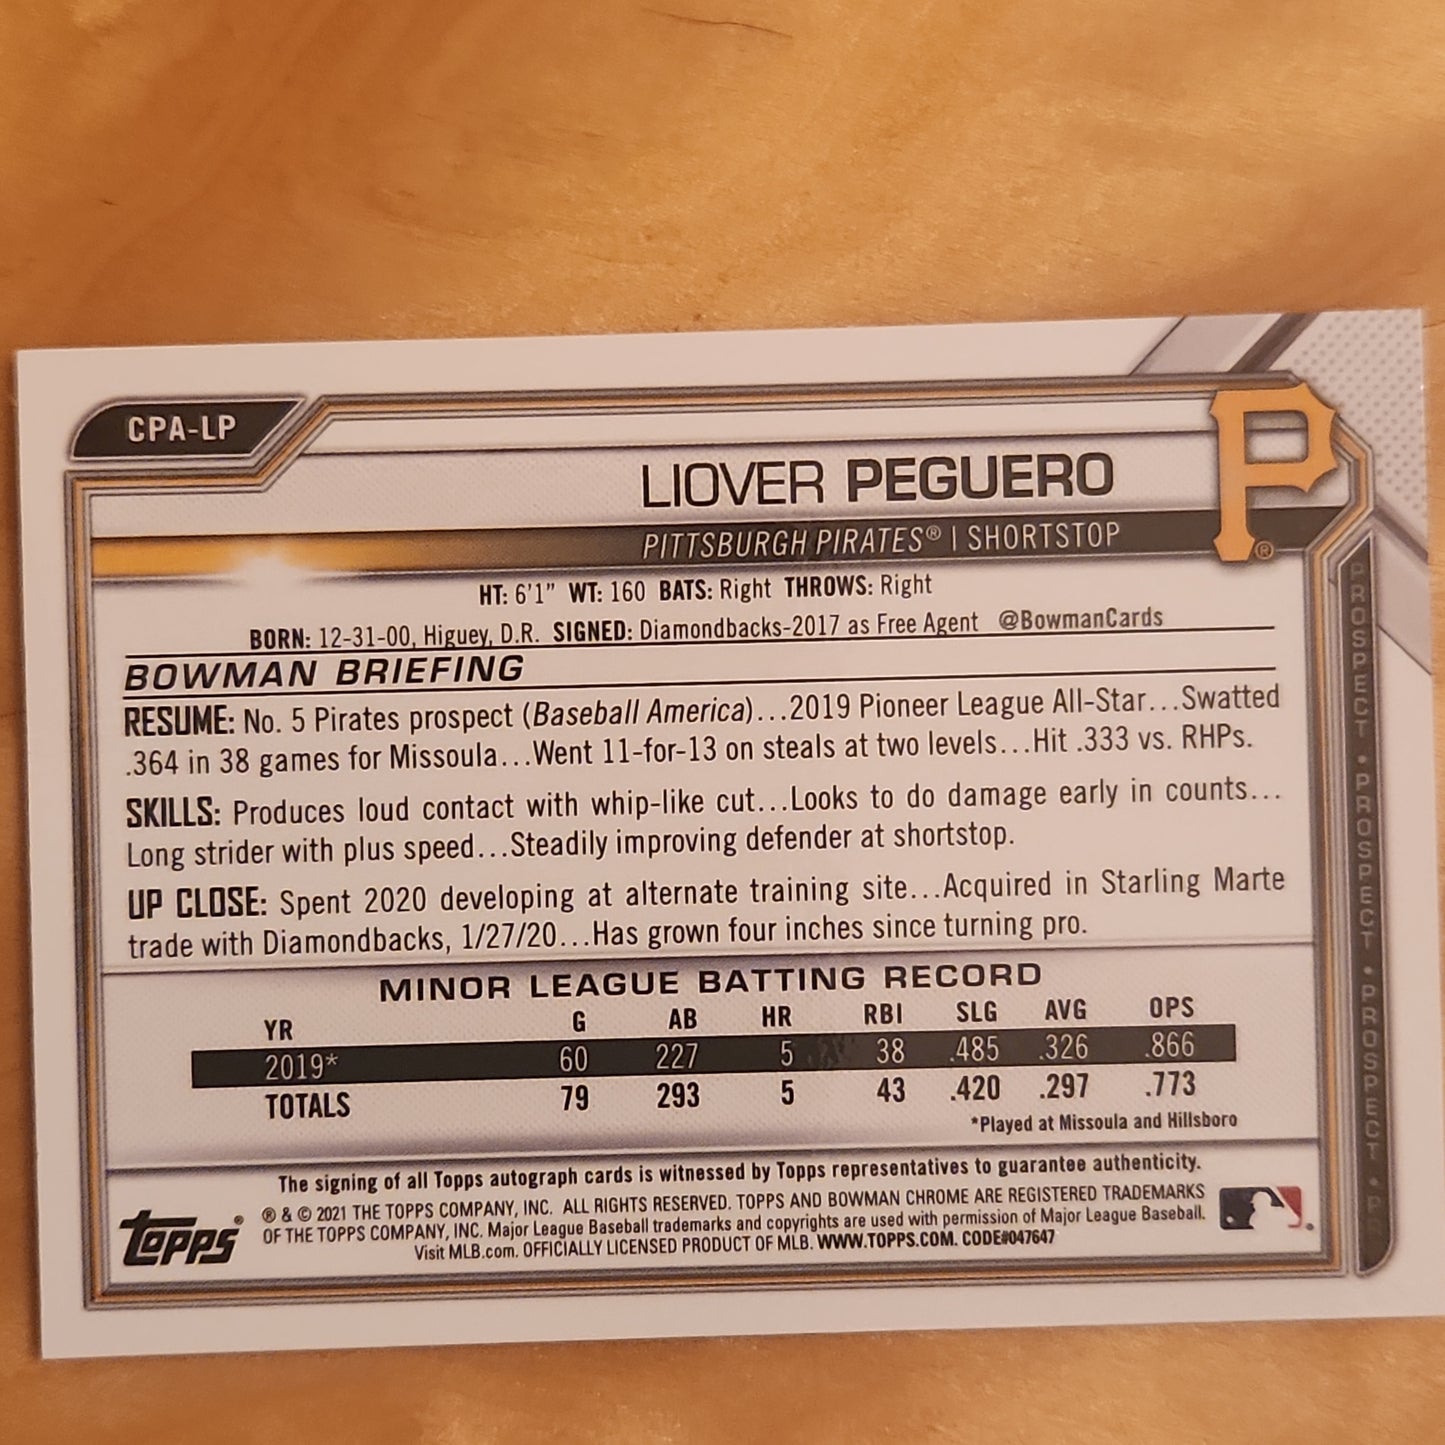 CPA-LP
P®
LIOVER PEGUERO
PITTSBURGH PIRATES® | SHORTSTOP
HT: 6'1" WT: 160 BATS: Right THROWS: Right
BORN: 12-31-00, Higuey, D.R. SIGNED: Diamondbacks-2017 as Free Agent @BowmanCards
BOWMAN BRIEFING
RESUME: No. 5 Pirates prospect (Baseball America)...2019 Pioneer League All-Star...Swatted
.364 in 38 games for Missoula...Went 11-for-13 on steals at two levels...Hit .333 vs. RHPs.
SKILLS: Produces loud contact with whip-like cut...Looks to do damage early in counts...
Long strider with plus speed...Steadily improving defender at shortstop.
UP CLOSE: Spent 2020 developing at alternate training site...Acquired in Starling Marte
trade with Diamondbacks, 1/27/20...Has grown four inches since turning pro.
MINOR LEAGUE BATTING RECORD
YR G AB HR RBI SLG AVG OPS
2019* 60 227 5 38 .485 .326 .866
TOTALS 79 293 5 43 .420 .297 .773
*Played at Missoula and Hillsboro
The signing of all Topps autograph cards is witnessed by Topps representatives to guarantee authenticity.
® & © 2021 THE TOPPS COMPANY, INC. ALL RIGHTS RESERVED. TOPPS AND BOWMAN CHROME ARE REGISTERED TRADEMARKS
OF THE TOPPS COMPANY, INC. Major League Baseball trademarks and copyrights are used with permission of Major League Baseball.
Visit MLB.com. OFFICIALLY LICENSED PRODUCT OF MLB. WWW.TOPPS.COM. CODE#047647
Topps®
PROSPECT • PROSPECT • PROSPECT • P